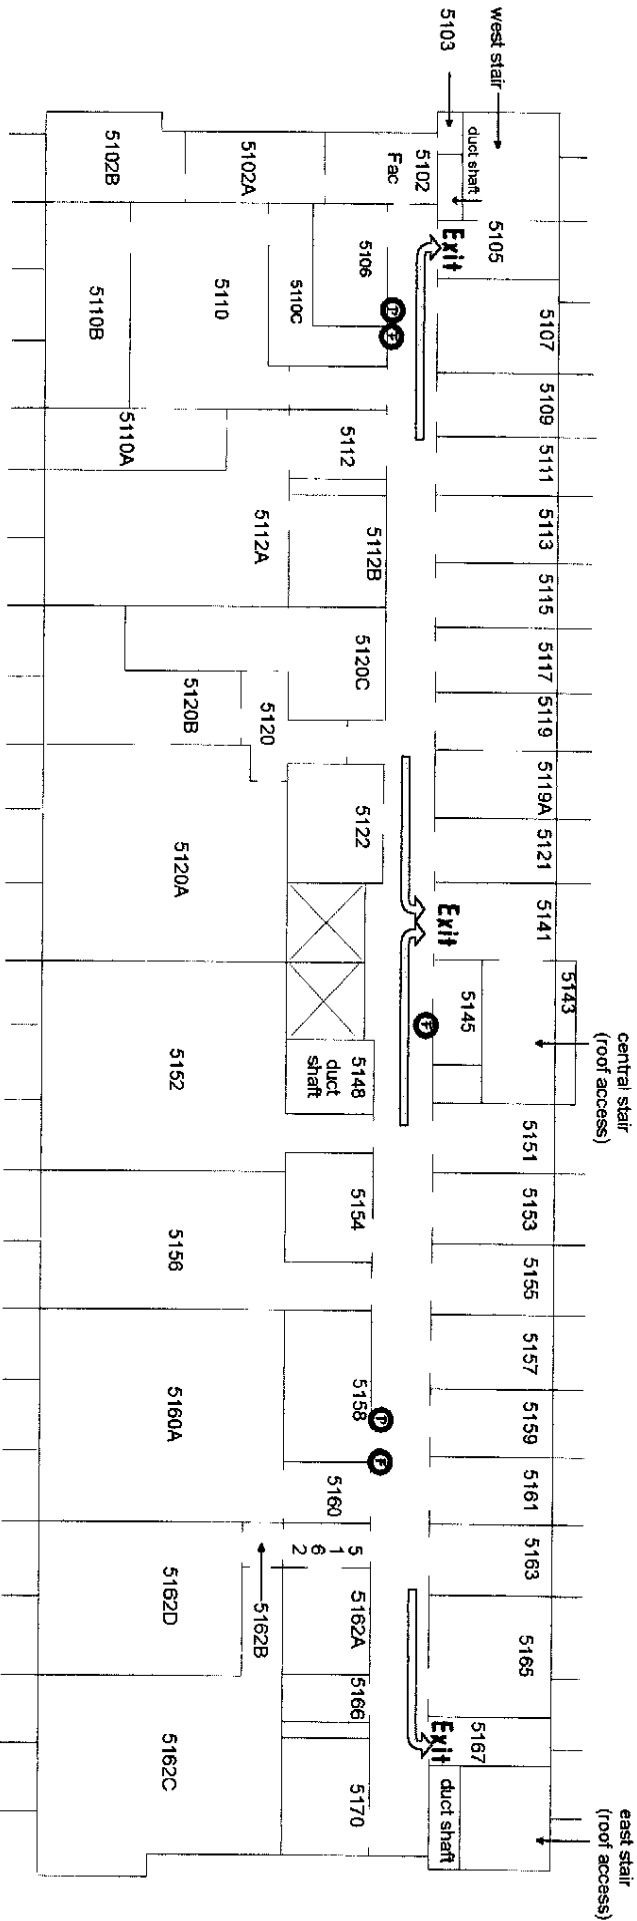 west stair
central stair
(roof access)
east stair
(roof access)
5103
duct shaft
5105
5107
5109
5111
5113
5115
5117
5119
5119A
5121
5141
5143
5145
5151
5153
5155
5157
5159
5161
5163
5165
5167
duct shaft
Exit
Exit
Exit
5102
Fac
5106
P
F
F
P
F
5110C
5112
5112B
5120C
5122
5148
duct
shaft
5154
5158
5160
5
1
6
2
5162A
5166
5170
5102A
5110
5112A
5120
5162B
5102B
5110B
5110A
5120B
5120A
5152
5156
5160A
5162D
5162C